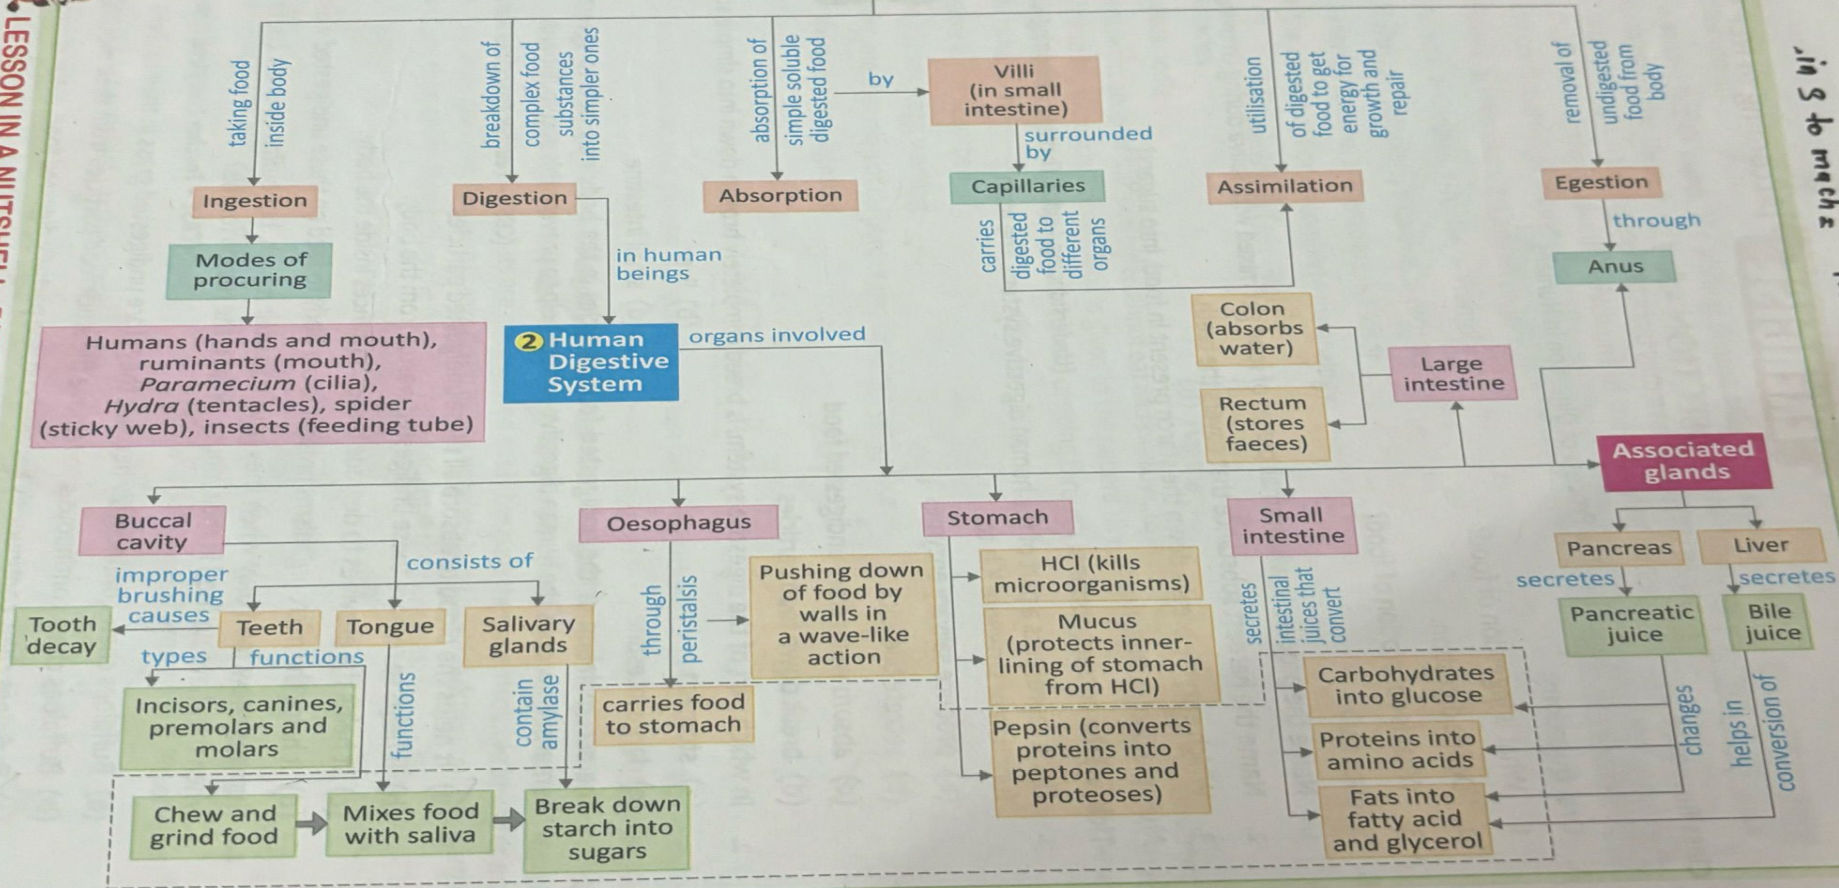 LESSON IN A NUTSHELL
in S to mach
taking food
inside body
breakdown of
complex food
substances
into simpler ones
absorption of
simple soluble
digested food
by
Villi
(in small
intestine)
surrounded
by
utilisation
of digested
food to get
energy for
growth and
repair
removal of
undigested
food from
body
Ingestion
Digestion
Absorption
Capillaries
Assimilation
Egestion
through
Anus
carries
digested
food to
different
organs
Modes of
procuring
in human
beings
Humans (hands and mouth),
ruminants (mouth),
Paramecium (cilia),
Hydra (tentacles), spider
(sticky web), insects (feeding tube)
2 Human
Digestive
System
organs involved
Colon
(absorbs
water)
Large
intestine
Rectum
(stores
faeces)
Associated
glands
Buccal
cavity
consists of
Oesophagus
Stomach
Small
intestine
Pancreas
Liver
improper
brushing
causes
Tooth
decay
Teeth
Tongue
Salivary
glands
types
functions
Incisors, canines,
premolars and
molars
functions
contain
amylase
through
peristalsis
Pushing down
of food by
walls in
a wave-like
action
carries food
to stomach
HCl (kills
microorganisms)
Mucus
(protects inner-
lining of stomach
from HCl)
Pepsin (converts
proteins into
peptones and
proteoses)
secretes
intestinal
juices that
convert
secretes
secretes
Pancreatic
juice
Bile
juice
Carbohydrates
into glucose
Proteins into
amino acids
Fats into
fatty acid
and glycerol
changes
helps in
conversion of
Chew and
grind food
Mixes food
with saliva
Break down
starch into
sugars